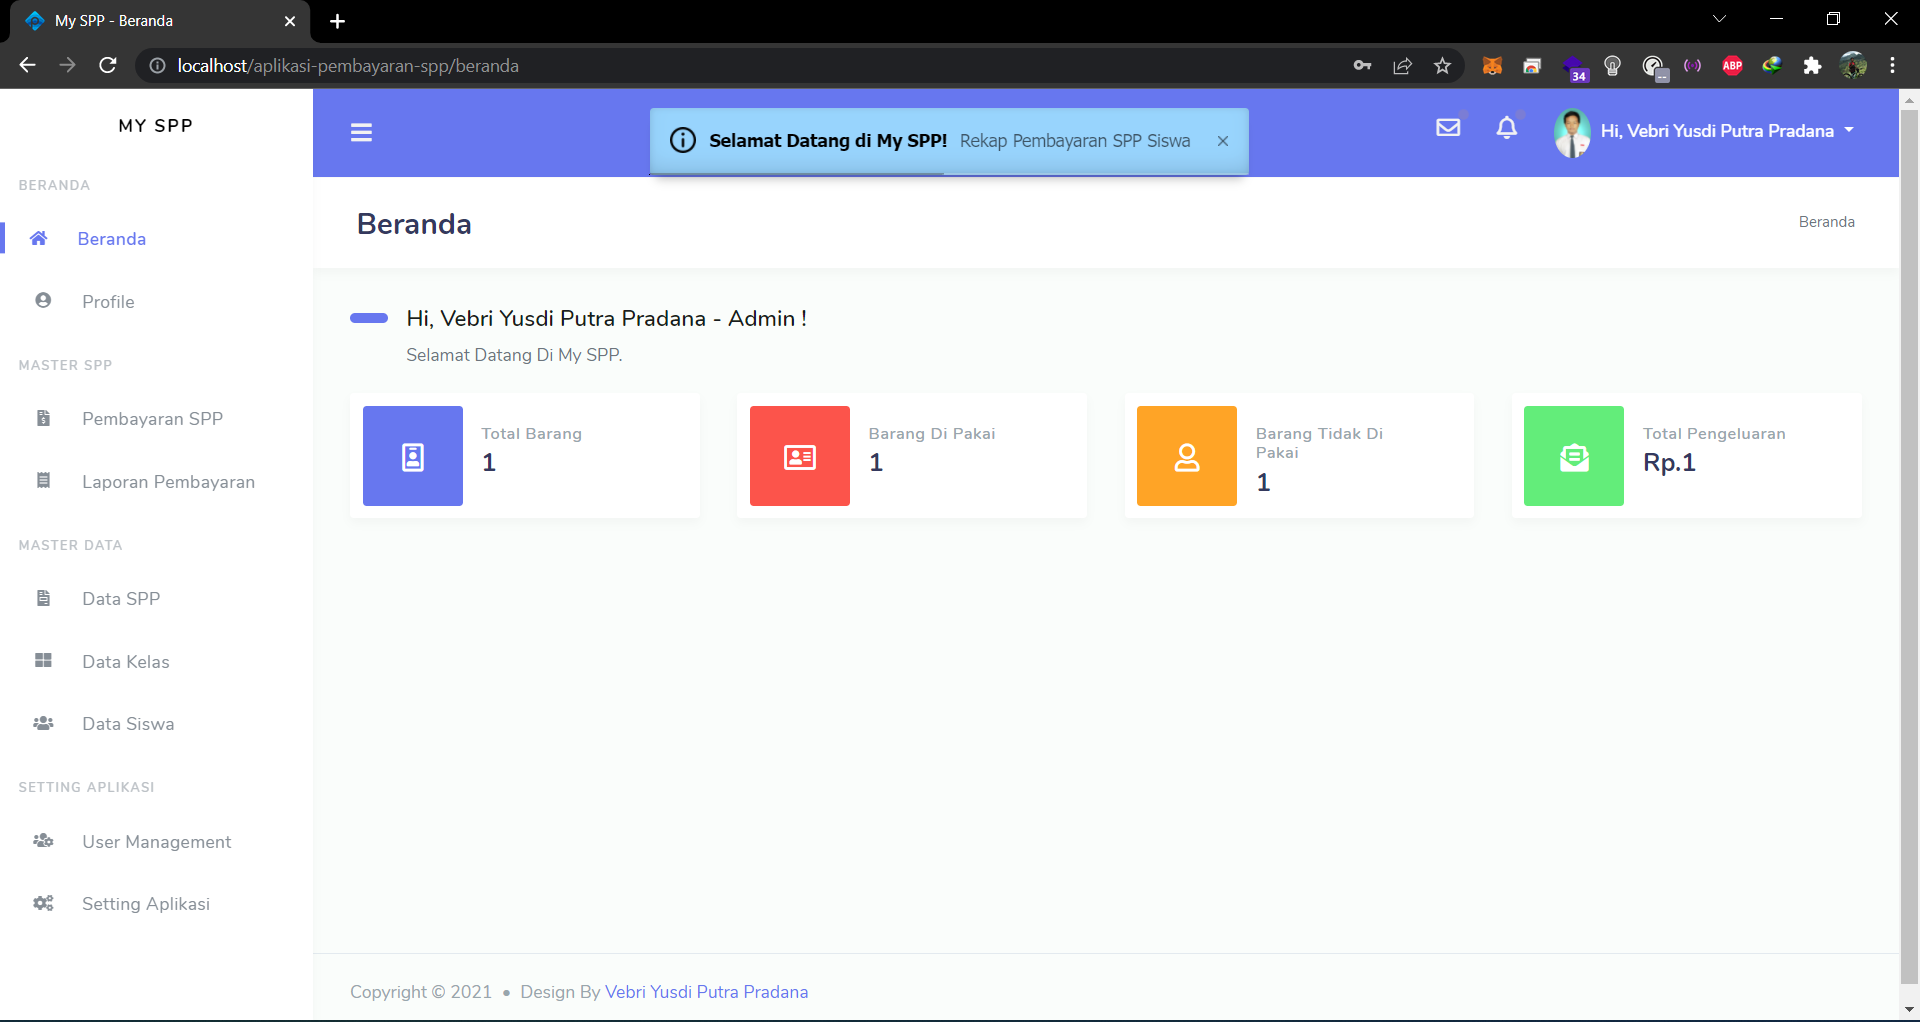 My SPP - Beranda
localhost/aplikasi-pembayaran-spp/beranda
34
ABP
MY SPP
Selamat Datang di My SPP! Rekap Pembayaran SPP Siswa
Hi, Vebri Yusdi Putra Pradana
BERANDA
Beranda
Profile
MASTER SPP
Pembayaran SPP
Laporan Pembayaran
MASTER DATA
Data SPP
Data Kelas
Data Siswa
SETTING APLIKASI
User Management
Setting Aplikasi
Beranda
Beranda
Hi, Vebri Yusdi Putra Pradana - Admin !
Selamat Datang Di My SPP.
Total Barang
1
Barang Di Pakai
1
Barang Tidak Di
Pakai
1
Total Pengeluaran
Rp.1
Copyright © 2021 • Design By Vebri Yusdi Putra Pradana